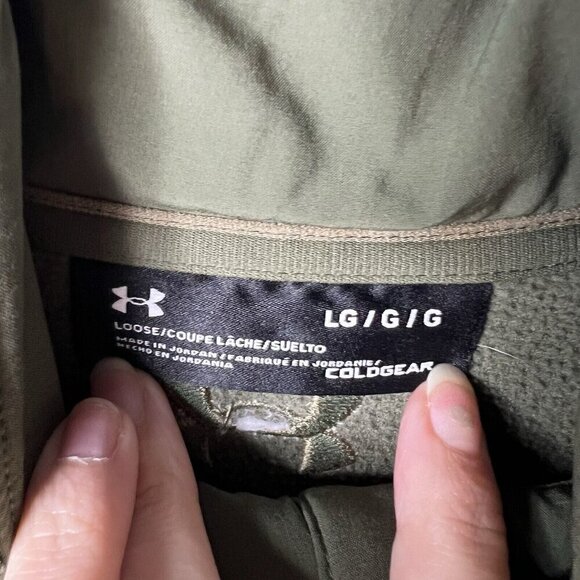 LG / G / G
LOOSE/COUPE LÂCHE/SUELTO
MADE IN JORDAN / FABRIQUÉ EN JORDANIE/
HECHO EN JORDANIA
COLDGEAR